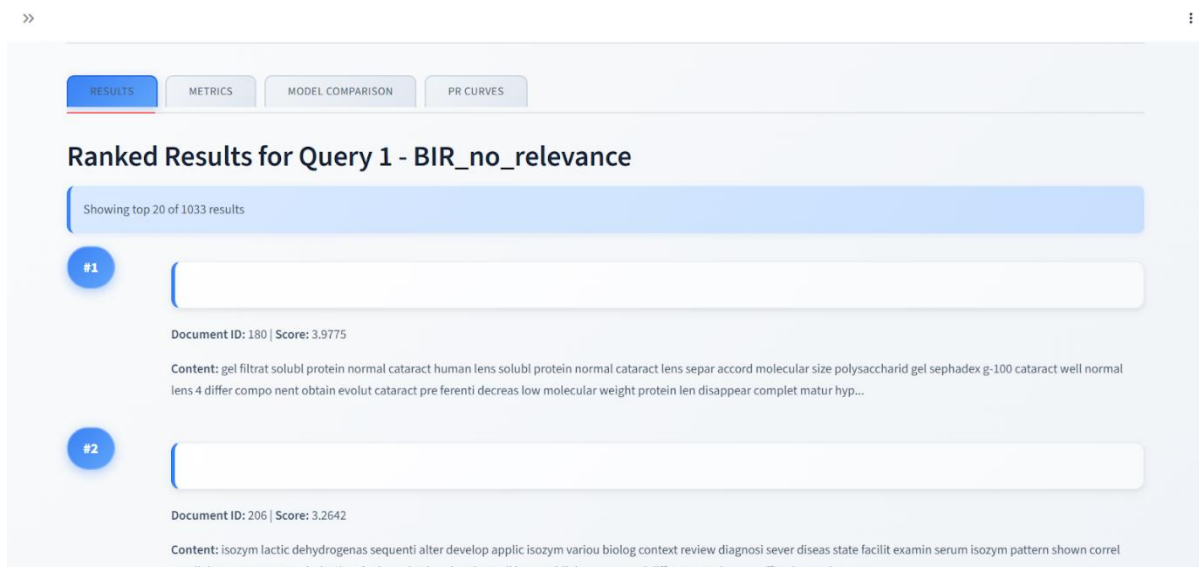 RESULTS
METRICS
MODEL COMPARISON
PR CURVES
Ranked Results for Query 1 - BIR_no_relevance
Showing top 20 of 1033 results
#1
Document ID: 180 | Score: 3.9775
Content: gel filtrat solubl protein normal cataract human lens solubl protein normal cataract lens separ accord molecular size polysaccharid gel sephadex g-100 cataract well normal
lens 4 differ compo nent obtain evolut cataract pre ferenti decreas low molecular weight protein len disappear complet matur hyp...
#2
Document ID: 206 | Score: 3.2642
Content: isozym lactic dehydrogenas sequenti alter develop applic isozym variou biolog context review diagnosi sever diseas state facilit examin serum isozym pattern shown correl